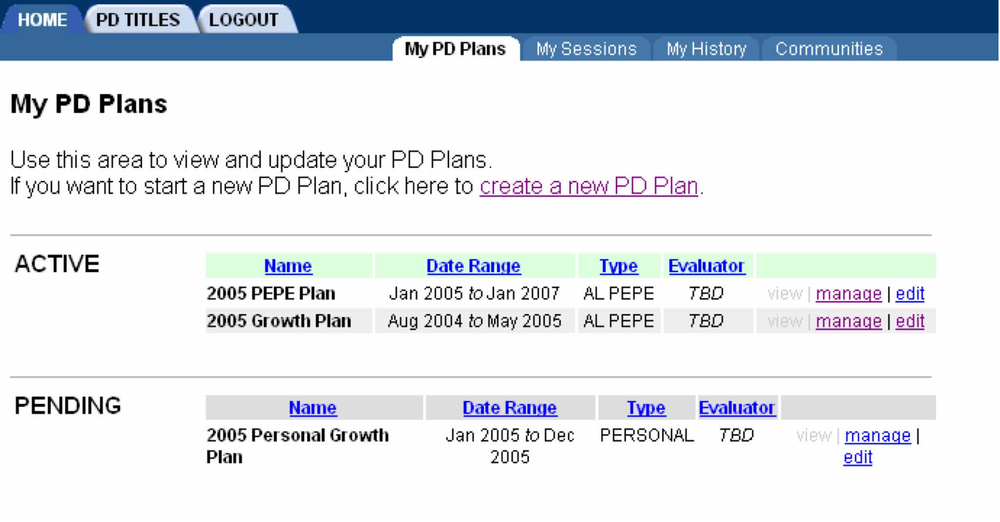 HOME PD TITLES LOGOUT
My PD Plans My Sessions My History Communities
My PD Plans
Use this area to view and update your PD Plans.
If you want to start a new PD Plan, click here to create a new PD Plan.
ACTIVE
Name Date Range Type Evaluator
2005 PEPE Plan Jan 2005 to Jan 2007 AL PEPE TBD view | manage | edit
2005 Growth Plan Aug 2004 to May 2005 AL PEPE TBD view | manage | edit
PENDING
Name Date Range Type Evaluator
2005 Personal Growth Jan 2005 to Dec PERSONAL TBD view | manage |
Plan 2005 edit